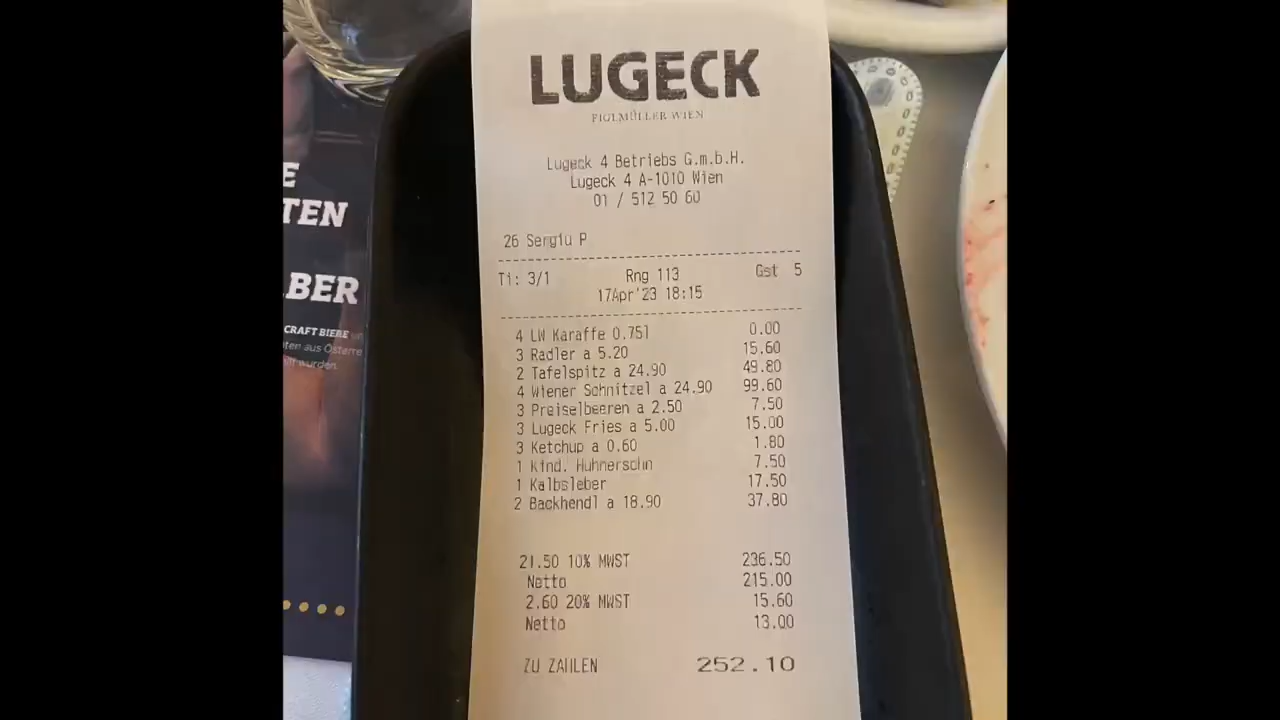 LUGECK
FIGLMÜLLER WIEN
Lugeck 4 Betriebs G.m.b.H.
Lugeck 4 A-1010 Wien
01 / 512 50 60
26 Sergiu P
Ti: 3/1 Rng 113 Gst 5
17Apr'23 18:15
4 LW Karaffe 0.75l 0.00
3 Radler a 5.20 15.60
2 Tafelspitz a 24.90 49.80
4 Wiener Schnitzel a 24.90 99.60
3 Preiselbeeren a 2.50 7.50
3 Lugeck Fries a 5.00 15.00
3 Ketchup a 0.60 1.80
1 Kind. Huhnerschn 7.50
1 Kalbsleber 17.50
2 Backhendl a 18.90 37.80
21.50 10% MWST 236.50
Netto 215.00
2.60 20% MWST 15.60
Netto 13.00
ZU ZAHLEN 252.10
E
TEN
BER
CRAFT BIERE
ten aus Österre
wurden.